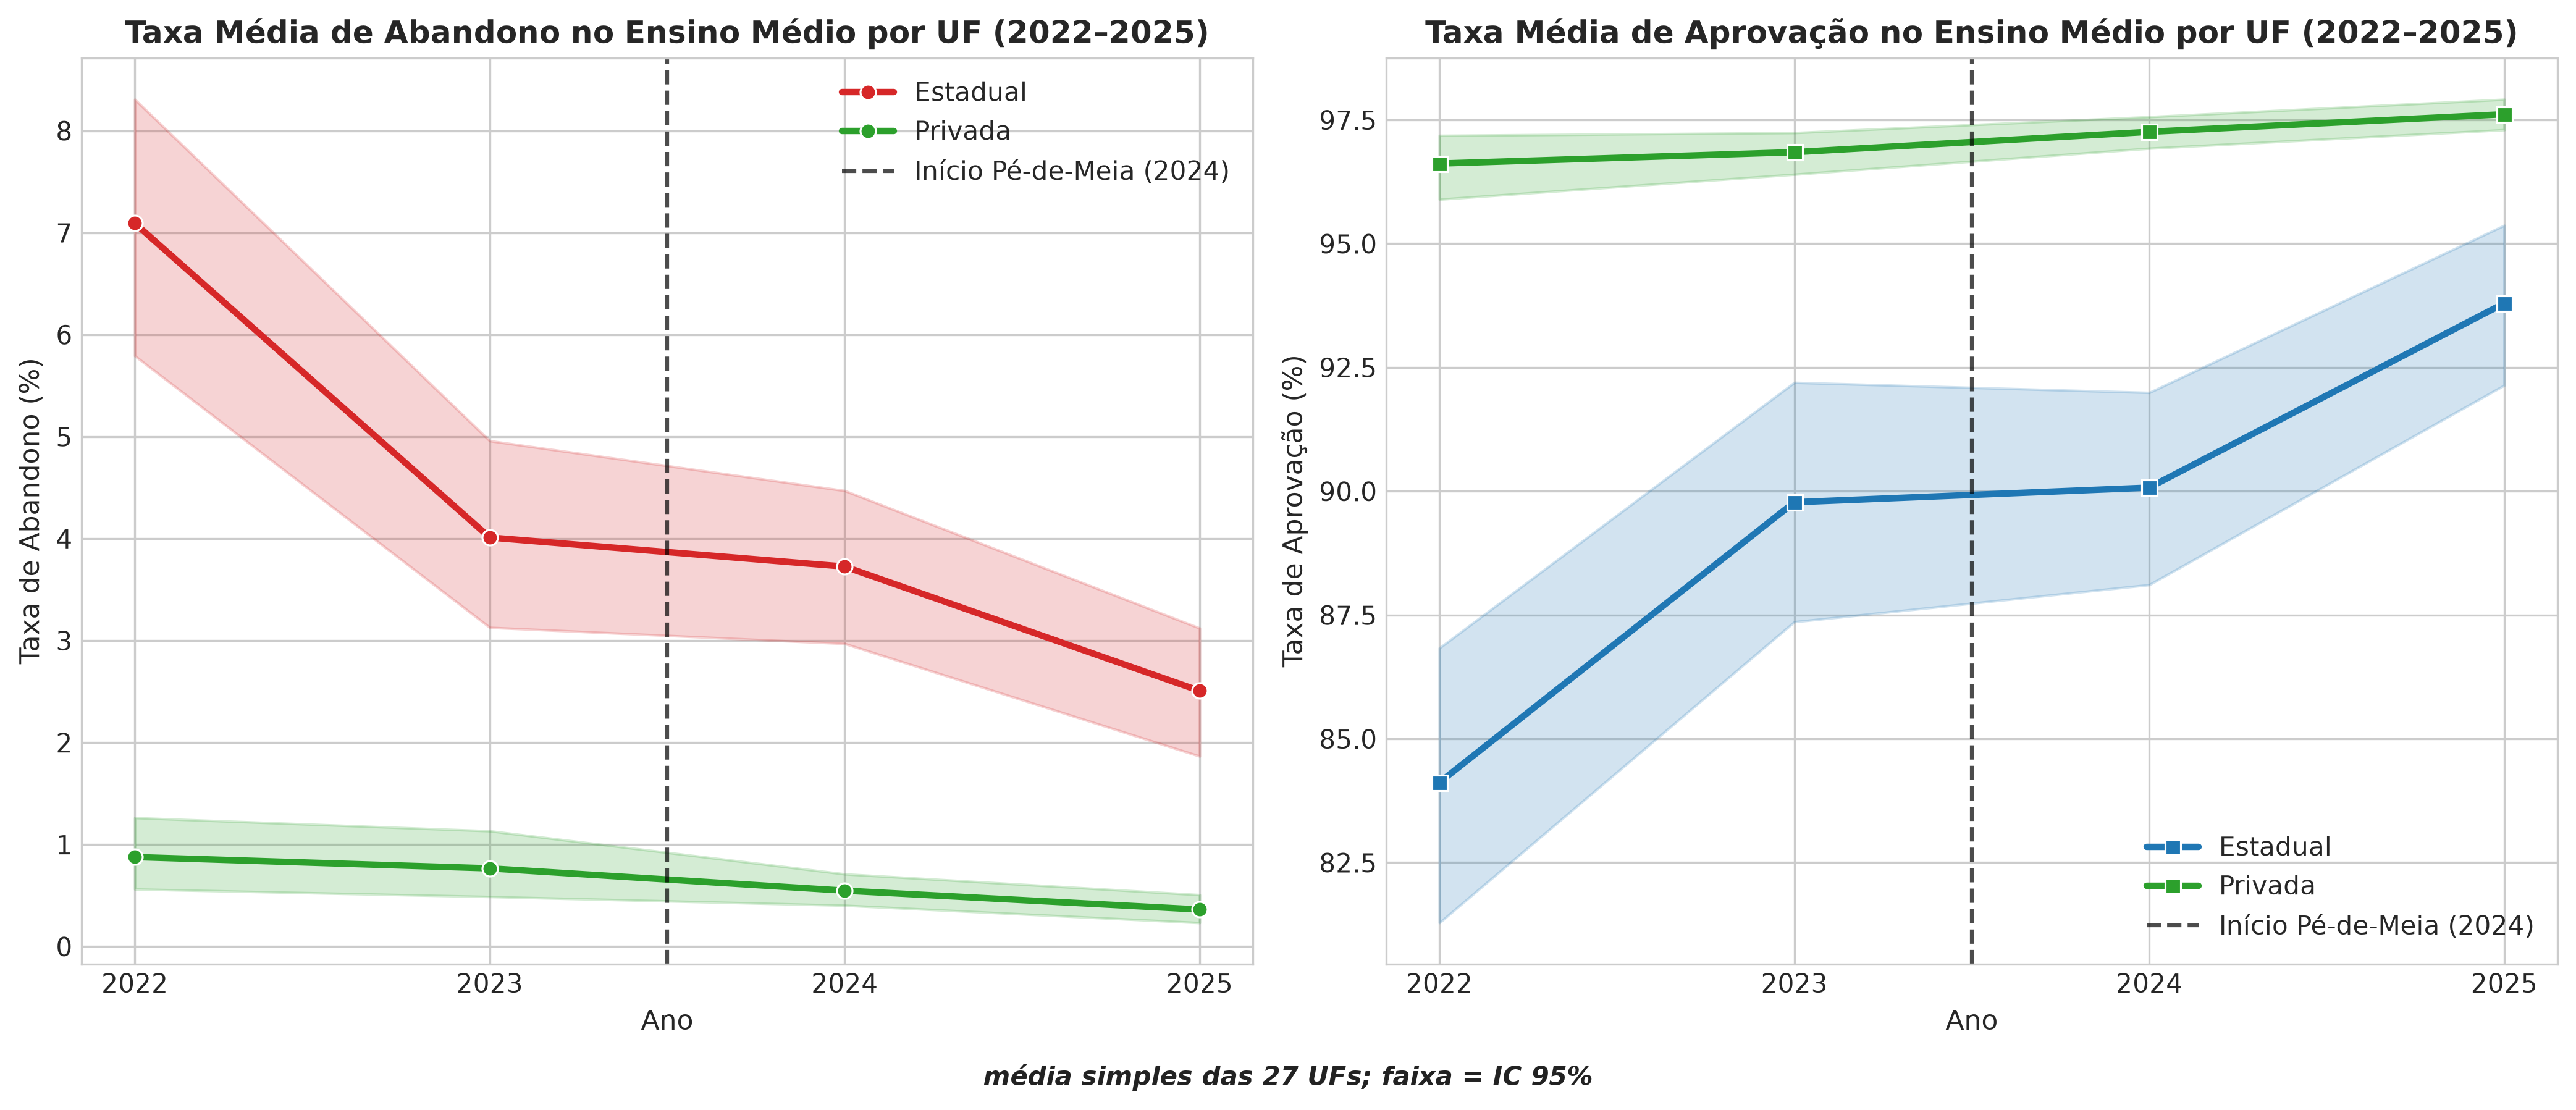 Taxa Média de Abandono no Ensino Médio por UF (2022–2025)
Estadual
Privada
Início Pé-de-Meia (2024)
Taxa de Abandono (%)
8
7
6
5
4
3
2
1
0
2022 2023 2024 2025
Ano
Taxa Média de Aprovação no Ensino Médio por UF (2022–2025)
Taxa de Aprovação (%)
97.5
95.0
92.5
90.0
87.5
85.0
82.5
Estadual
Privada
Início Pé-de-Meia (2024)
2022 2023 2024 2025
Ano
média simples das 27 UFs; faixa = IC 95%